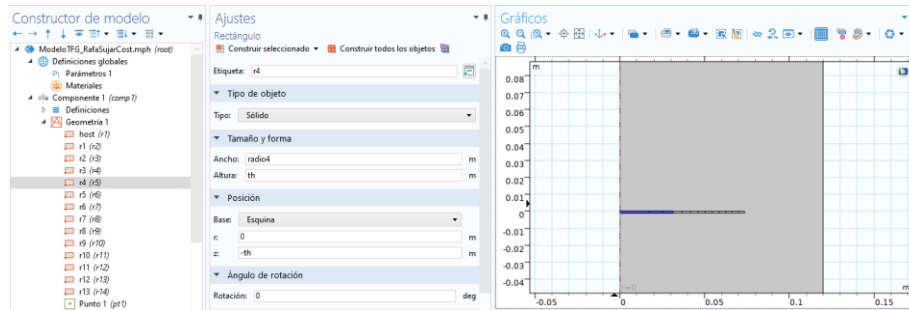 Constructor de modelo
ModeloTFG_RafaSujarCost.mph (root)
Definiciones globales
Pi Parámetros 1
Materiales
Componente 1 (comp1)
Definiciones
Geometría 1
host (r1)
r1 (r2)
r2 (r3)
r3 (r4)
r4 (r5)
r5 (r6)
r6 (r7)
r7 (r8)
r8 (r9)
r9 (r10)
r10 (r11)
r11 (r12)
r12 (r13)
r13 (r14)
Punto 1 (pt1)
Ajustes
Rectángulo
Construir seleccionado
Construir todos los objetos
Etiqueta: r4
Tipo de objeto
Tipo: Sólido
Tamaño y forma
Ancho: radio4 m
Altura: th m
Posición
Base: Esquina
r: 0 m
z: -th m
Ángulo de rotación
Rotación: 0 deg
Gráficos
m
0.08
0.07
0.06
0.05
0.04
0.03
0.02
0.01
0
-0.01
-0.02
-0.03
-0.04
r=0
m
-0.05 0 0.05 0.1 0.15